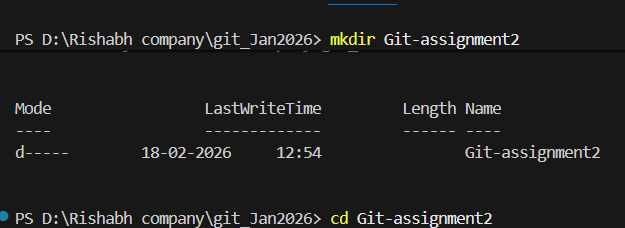 PS D:\Rishabh company\git_Jan2026> mkdir Git-assignment2
Mode                 LastWriteTime         Length Name
----                 -------------         ------ ----
d-----        18-02-2026     12:54                Git-assignment2
PS D:\Rishabh company\git_Jan2026> cd Git-assignment2